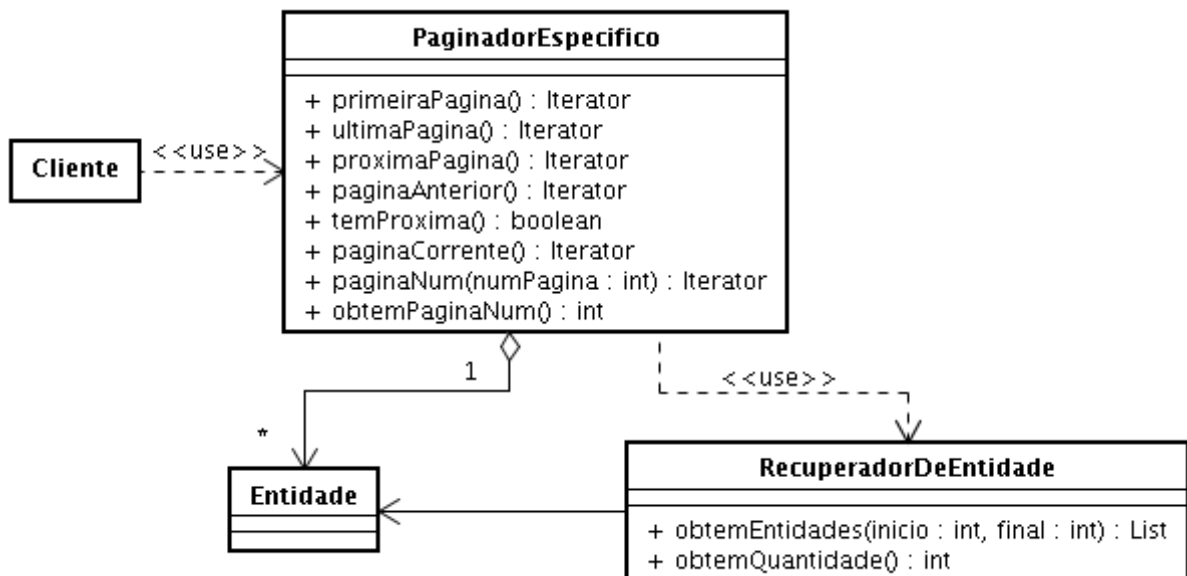 PaginadorEspecifico
+ primeiraPagina() : Iterator
+ ultimaPagina() : Iterator
+ proximaPagina() : Iterator
+ paginaAnterior() : Iterator
+ temProxima() : boolean
+ paginaCorrente() : Iterator
+ paginaNum(numPagina : int) : Iterator
+ obtemPaginaNum() : int
Cliente
<<use>>
1
*
<<use>>
Entidade
RecuperadorDeEntidade
+ obtemEntidades(inicio : int, final : int) : List
+ obtemQuantidade() : int